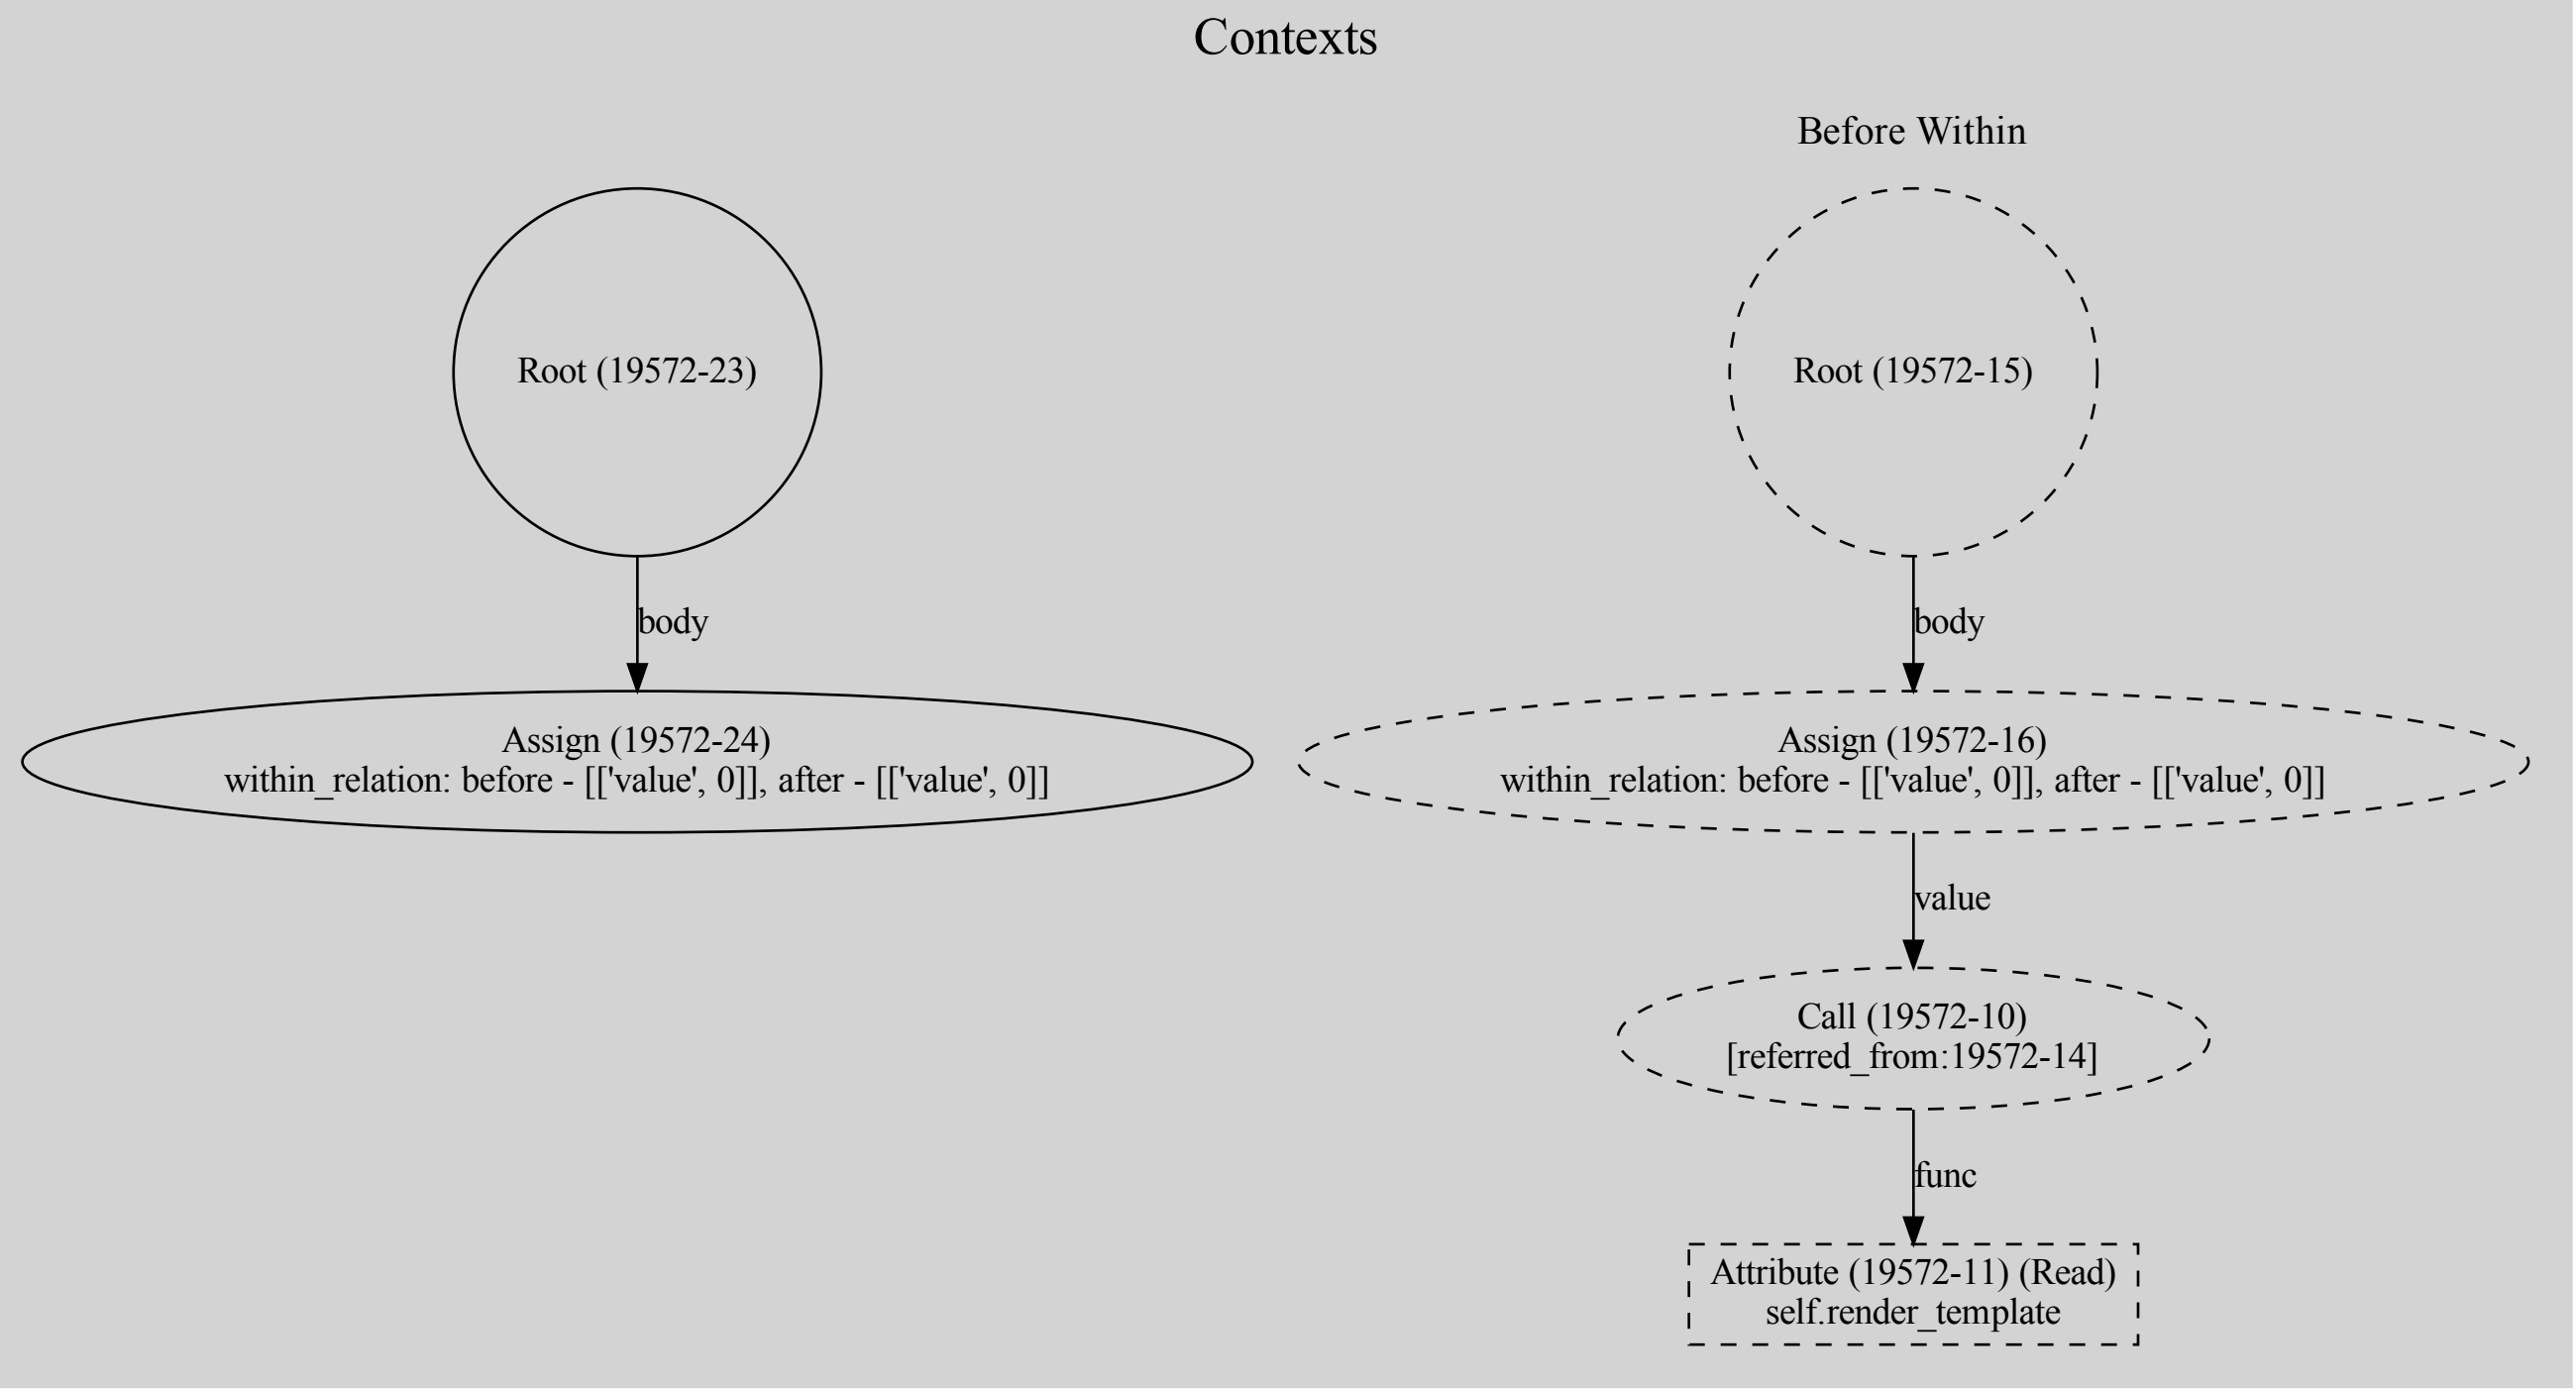 Contexts
Before Within
Root (19572-23)
Root (19572-15)
body
body
Assign (19572-24)
within_relation: before - [['value', 0]], after - [['value', 0]]
Assign (19572-16)
within_relation: before - [['value', 0]], after - [['value', 0]]
value
Call (19572-10)
[referred_from:19572-14]
func
Attribute (19572-11) (Read)
self.render_template